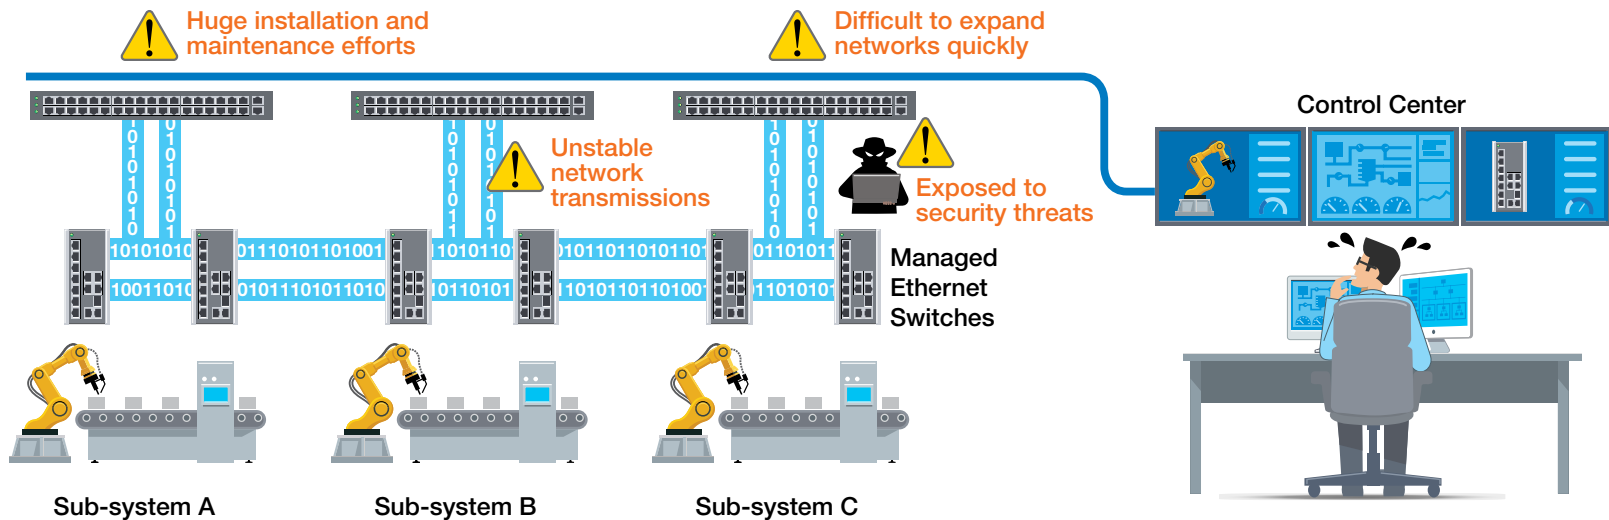 Huge installation and
maintenance efforts
Difficult to expand
networks quickly
Control Center
Unstable
network
transmissions
Exposed to
security threats
Managed
Ethernet
Switches
Sub-system A
Sub-system B
Sub-system C